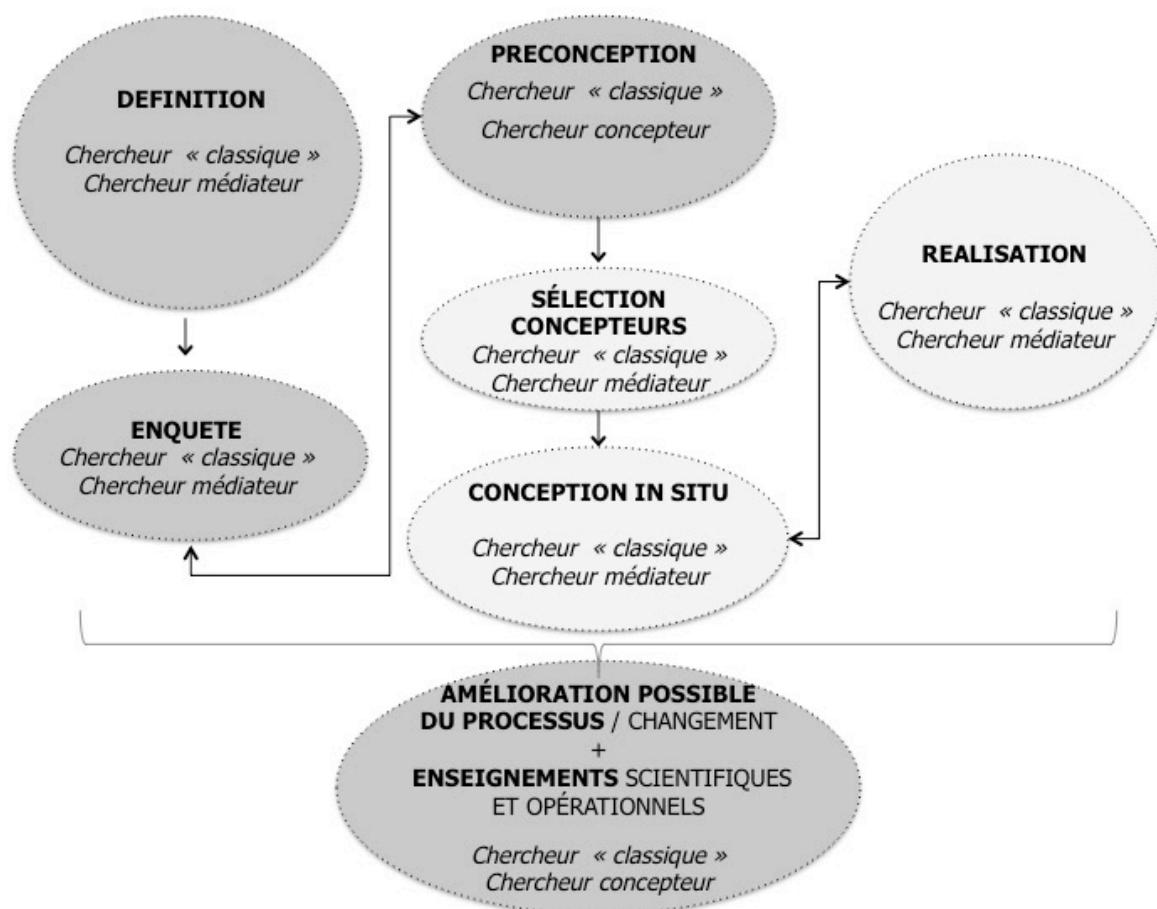 DEFINITION
Chercheur « classique »
Chercheur médiateur
ENQUETE
Chercheur « classique »
Chercheur médiateur
PRECONCEPTION
Chercheur « classique »
Chercheur concepteur
SÉLECTION
CONCEPTEURS
Chercheur « classique »
Chercheur médiateur
CONCEPTION IN SITU
Chercheur « classique »
Chercheur médiateur
REALISATION
Chercheur « classique »
Chercheur médiateur
AMÉLIORATION POSSIBLE
DU PROCESSUS / CHANGEMENT
+
ENSEIGNEMENTS SCIENTIFIQUES
ET OPÉRATIONNELS
Chercheur « classique »
Chercheur concepteur